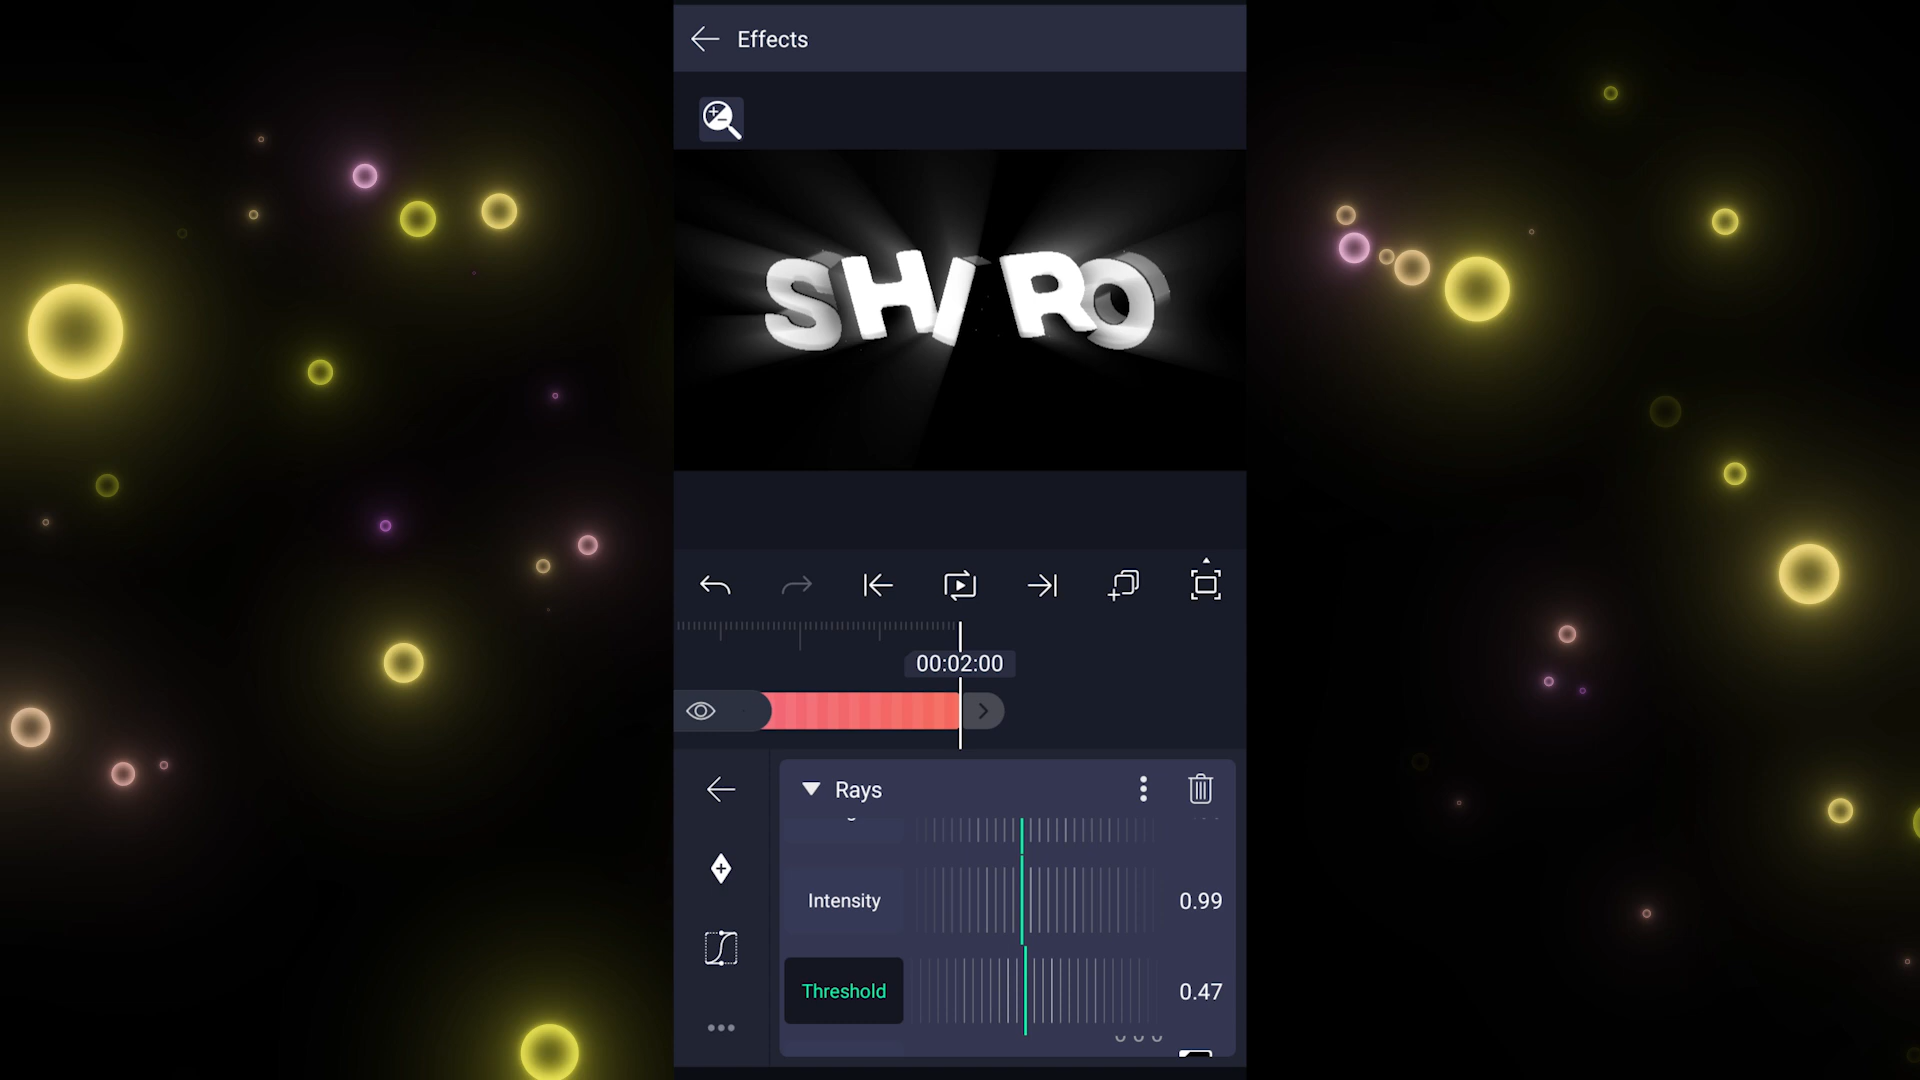 Effects
SHIRO
00:02:00
Rays
Intensity
0.99
Threshold
0.47